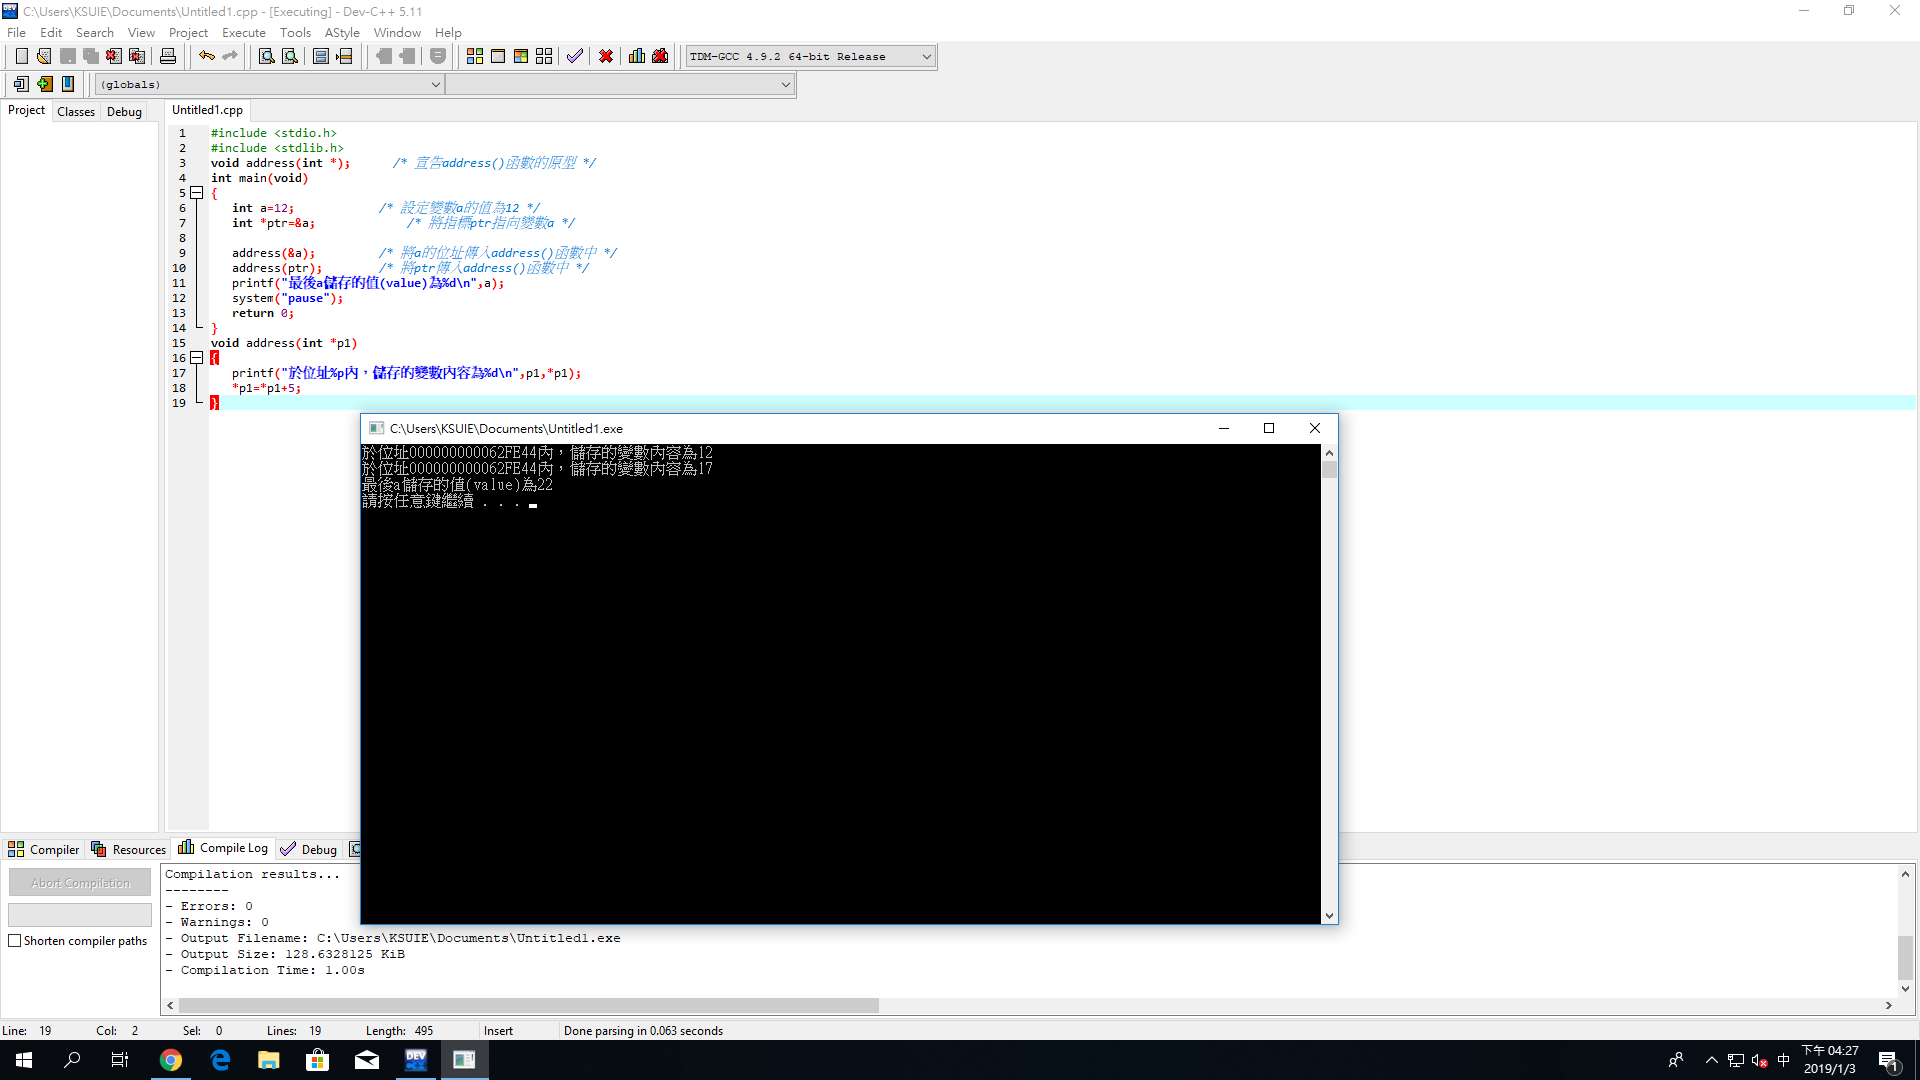 C:\Users\KSUIE\Documents\Untitled1.cpp - [Executing] - Dev-C++ 5.11
File Edit Search View Project Execute Tools AStyle Window Help
TDM-GCC 4.9.2 64-bit Release
(globals)
Project Classes Debug
Untitled1.cpp
1 #include <stdio.h>
2 #include <stdlib.h>
3 void address(int *); /* 宣告address()函數的原型 */
4 int main(void)
5 {
6 int a=12; /* 設定變數a的值為12 */
7 int *ptr=&a; /* 將指標ptr指向變數a */
8
9 address(&a); /* 將a的位址傳入address()函數中 */
10 address(ptr); /* 將ptr傳入address()函數中 */
11 printf("最後a儲存的值(value)為%d\n",a);
12 system("pause");
13 return 0;
14 }
15 void address(int *p1)
16 {
17 printf("於位址%p內，儲存的變數內容為%d\n",p1,*p1);
18 *p1=*p1+5;
19 }
C:\Users\KSUIE\Documents\Untitled1.exe
於位址000000000062FE44內，儲存的變數內容為12
於位址000000000062FE44內，儲存的變數內容為17
最後a儲存的值(value)為22
請按任意鍵繼續 . . .
Compiler Resources Compile Log Debug
Abort Compilation
Shorten compiler paths
Compilation results...
--------
- Errors: 0
- Warnings: 0
- Output Filename: C:\Users\KSUIE\Documents\Untitled1.exe
- Output Size: 128.6328125 KiB
- Compilation Time: 1.00s
Line: 19 Col: 2 Sel: 0 Lines: 19 Length: 495 Insert Done parsing in 0.063 seconds
DEV
中
下午 04:27
2019/1/3
1